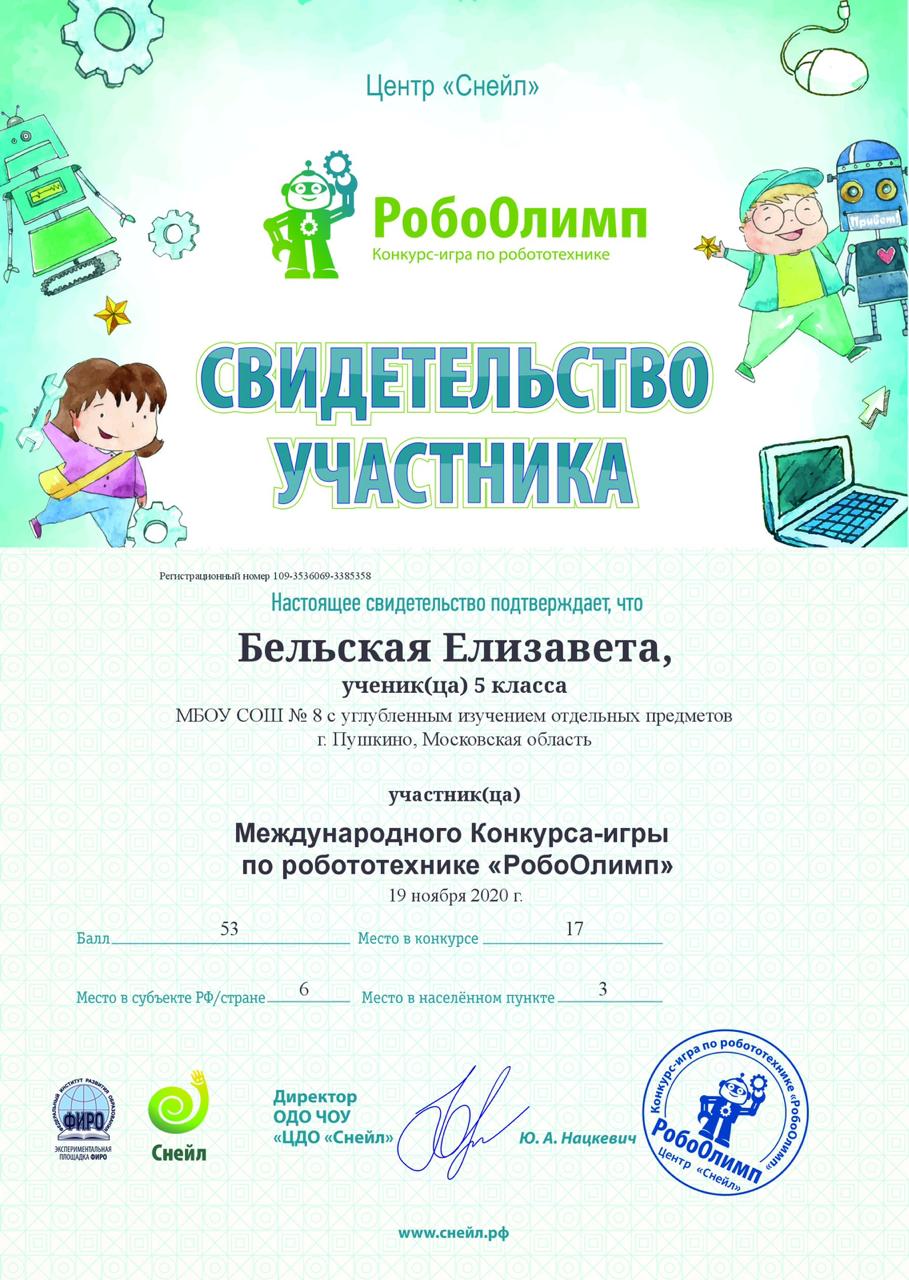 Центр «Снейл»
РобоОлимп
Конкурс-игра по робототехнике
Привет!
СВИДЕТЕЛЬСТВО
УЧАСТНИКА
Регистрационный номер 109-3536069-3385358
Настоящее свидетельство подтверждает, что
Бельская Елизавета,
ученик(ца) 5 класса
МБОУ СОШ № 8 с углубленным изучением отдельных предметов
г. Пушкино, Московская область
участник(ца)
Международного Конкурса-игры
по робототехнике «РобоОлимп»
19 ноября 2020 г.
Балл 53 Место в конкурсе 17
Место в субъекте РФ/стране 6 Место в населённом пункте 3
ФЕДЕРАЛЬНЫЙ ИНСТИТУТ РАЗВИТИЯ ОБРАЗОВАНИЯ
ФИРО
ЭКСПЕРИМЕНТАЛЬНАЯ
ПЛОЩАДКА ФИРО
Снейл
Директор
ОДО ЧОУ
«ЦДО «Снейл»
Ю. А. Нацкевич
Конкурс-игра по робототехнике «РобоОлимп»
РобоОлимп
Центр «Снейл»
www.снейл.рф